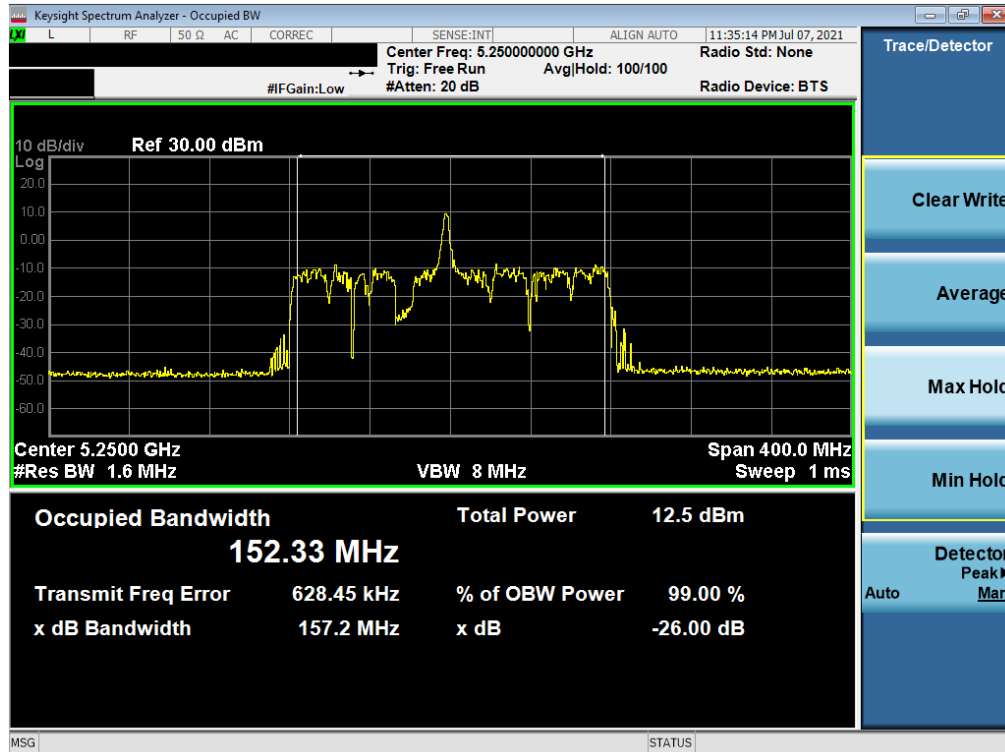 Keysight Spectrum Analyzer - Occupied BW
LXI L RF 50 Ω AC CORREC SENSE:INT ALIGN AUTO 11:35:14 PM Jul 07, 2021
Center Freq: 5.250000000 GHz Radio Std: None
Trig: Free Run Avg|Hold: 100/100
#IFGain:Low #Atten: 20 dB Radio Device: BTS
10 dB/div Ref 30.00 dBm
Log
20.0
10.0
0.00
-10.0
-20.0
-30.0
-40.0
-50.0
-60.0
Center 5.2500 GHz Span 400.0 MHz
#Res BW 1.6 MHz VBW 8 MHz Sweep 1 ms
Occupied Bandwidth Total Power 12.5 dBm
152.33 MHz
Transmit Freq Error 628.45 kHz % of OBW Power 99.00 %
x dB Bandwidth 157.2 MHz x dB -26.00 dB
MSG STATUS
Trace/Detector
Clear Write
Average
Max Hold
Min Hold
Detector
Peak
Auto Man